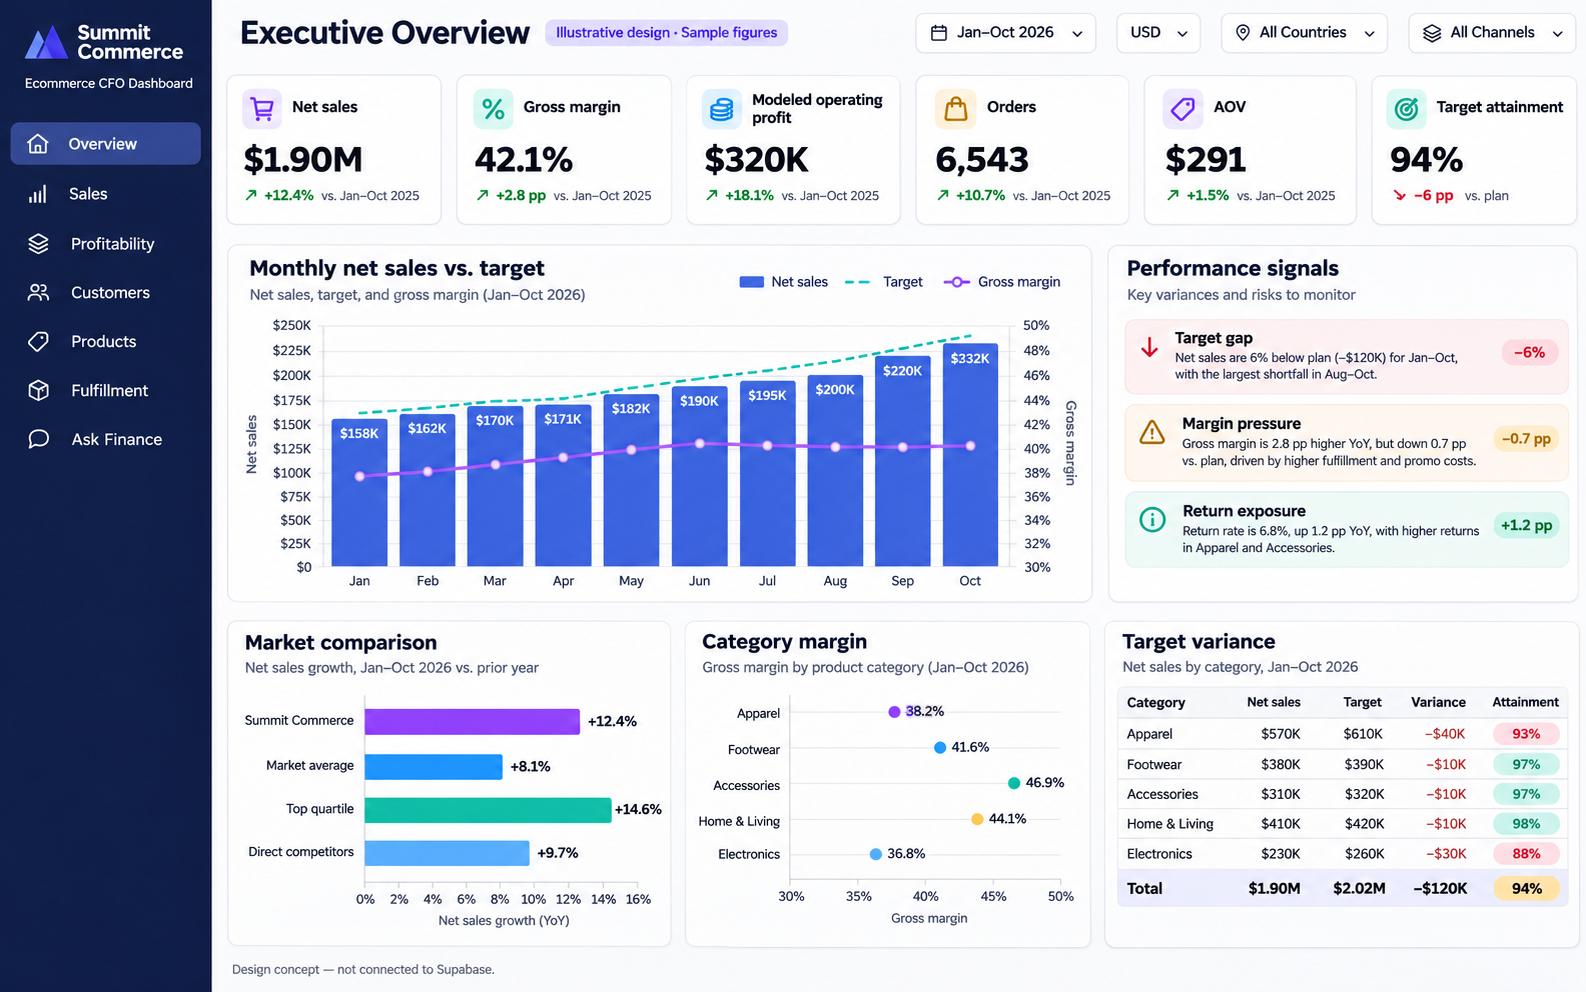 Summit
Commerce
Ecommerce CFO Dashboard
Overview
Sales
Profitability
Customers
Products
Fulfillment
Ask Finance
Executive Overview
Illustrative design · Sample figures
Jan–Oct 2026
USD
All Countries
All Channels
Net sales
$1.90M
+12.4% vs. Jan–Oct 2025
Gross margin
42.1%
+2.8 pp vs. Jan–Oct 2025
Modeled operating
profit
$320K
+18.1% vs. Jan–Oct 2025
Orders
6,543
+10.7% vs. Jan–Oct 2025
AOV
$291
+1.5% vs. Jan–Oct 2025
Target attainment
94%
−6 pp vs. plan
Monthly net sales vs. target
Net sales, target, and gross margin (Jan–Oct 2026)
Net sales
Target
Gross margin
Net sales
$250K
$225K
$200K
$175K
$150K
$125K
$100K
$75K
$50K
$25K
$0
$158K
$162K
$170K
$171K
$182K
$190K
$195K
$200K
$220K
$332K
50%
48%
46%
44%
42%
40%
38%
36%
34%
32%
30%
Gross margin
Jan
Feb
Mar
Apr
May
Jun
Jul
Aug
Sep
Oct
Performance signals
Key variances and risks to monitor
Target gap
Net sales are 6% below plan (−$120K) for Jan–Oct,
with the largest shortfall in Aug–Oct.
−6%
Margin pressure
Gross margin is 2.8 pp higher YoY, but down 0.7 pp
vs. plan, driven by higher fulfillment and promo costs.
−0.7 pp
Return exposure
Return rate is 6.8%, up 1.2 pp YoY, with higher returns
in Apparel and Accessories.
+1.2 pp
Market comparison
Net sales growth, Jan–Oct 2026 vs. prior year
Summit Commerce +12.4%
Market average +8.1%
Top quartile +14.6%
Direct competitors +9.7%
0% 2% 4% 6% 8% 10% 12% 14% 16%
Net sales growth (YoY)
Category margin
Gross margin by product category (Jan–Oct 2026)
Apparel 38.2%
Footwear 41.6%
Accessories 46.9%
Home & Living 44.1%
Electronics 36.8%
30% 35% 40% 45% 50%
Gross margin
Target variance
Net sales by category, Jan–Oct 2026
Category Net sales Target Variance Attainment
Apparel $570K $610K −$40K 93%
Footwear $380K $390K −$10K 97%
Accessories $310K $320K −$10K 97%
Home & Living $410K $420K −$10K 98%
Electronics $230K $260K −$30K 88%
Total $1.90M $2.02M −$120K 94%
Design concept — not connected to Supabase.